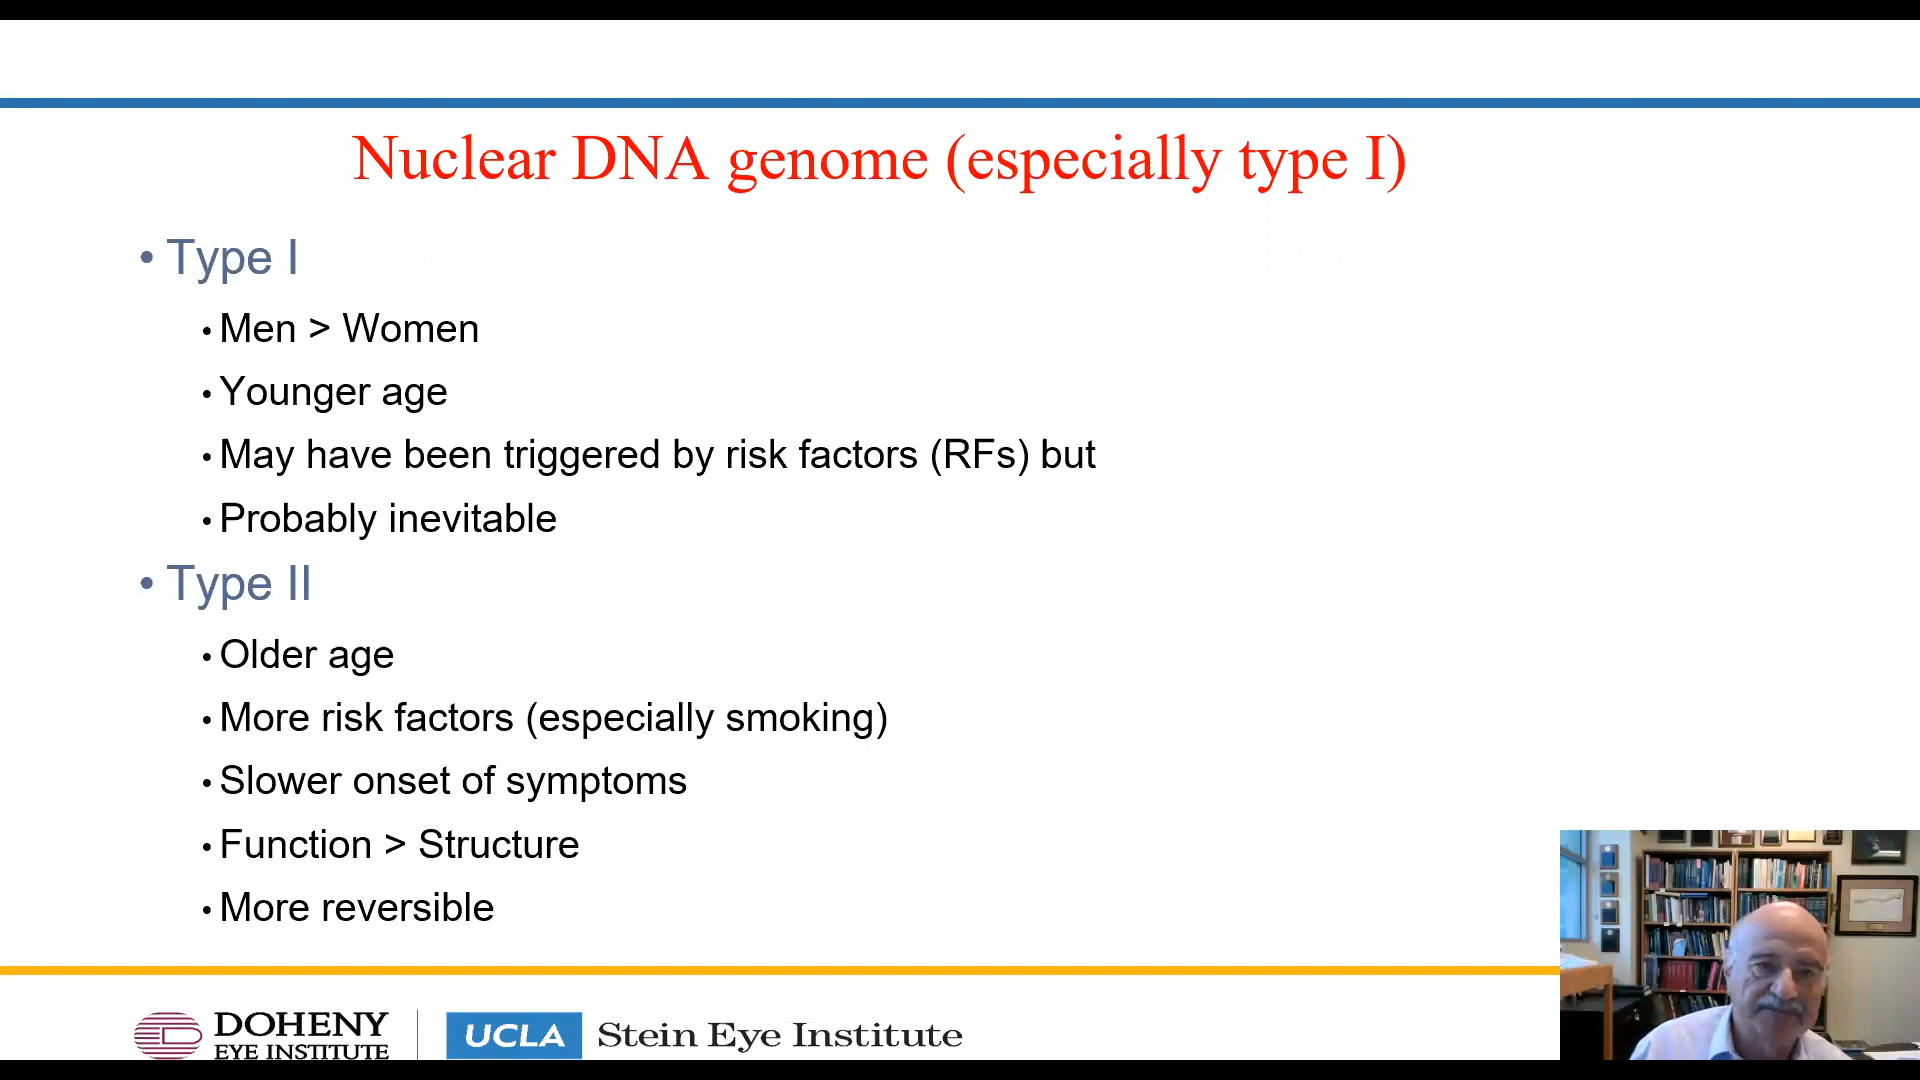 Nuclear DNA genome (especially type I)
• Type I
• Men > Women
• Younger age
• May have been triggered by risk factors (RFs) but
• Probably inevitable
• Type II
• Older age
• More risk factors (especially smoking)
• Slower onset of symptoms
• Function > Structure
• More reversible
DOHENY
EYE INSTITUTE
UCLA Stein Eye Institute